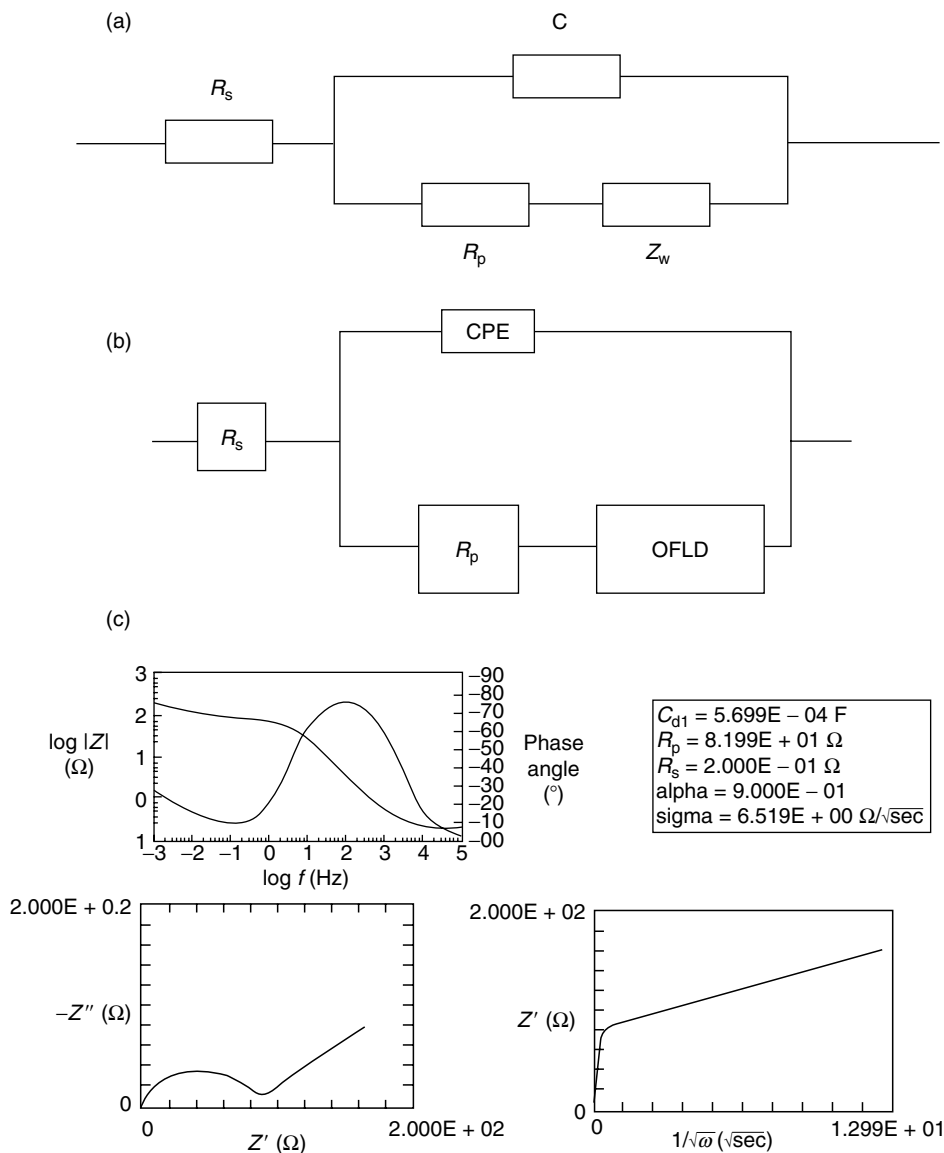 (a)
C
Rs
Rp
Zw
(b)
CPE
Rs
Rp
OFLD
(c)
3
2
1
0
1
log |Z|
(Ω)
–3 –2 –1 0 1 2 3 4 5
log f (Hz)
–90
–80
–70
–60
–50
–40
–30
–20
–10
–00
Phase
angle
(°)
Cd1 = 5.699E – 04 F
Rp = 8.199E + 01 Ω
Rs = 2.000E – 01 Ω
alpha = 9.000E – 01
sigma = 6.519E + 00 Ω/√sec
2.000E + 0.2
–Z″ (Ω)
0
0 2.000E + 02
Z′ (Ω)
2.000E + 02
Z′ (Ω)
0
0 1.299E + 01
1/√ω (√sec)